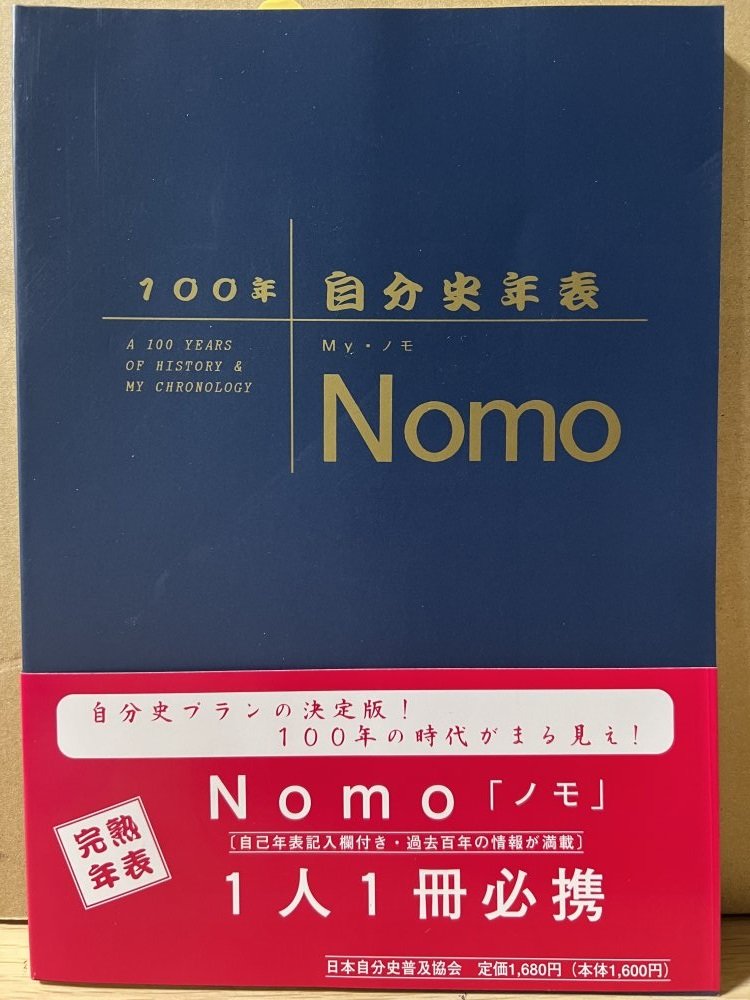 100年
自分史年表
A 100 YEARS
OF HISTORY &
MY CHRONOLOGY
My・ノモ
Nomo
自分史プランの決定版！
100年の時代がまる見え！
Nomo「ノモ」
〔自己年表記入欄付き・過去百年の情報が満載〕
完熟
年表
1人1冊必携
日本自分史普及協会 定価1,680円（本体1,600円）